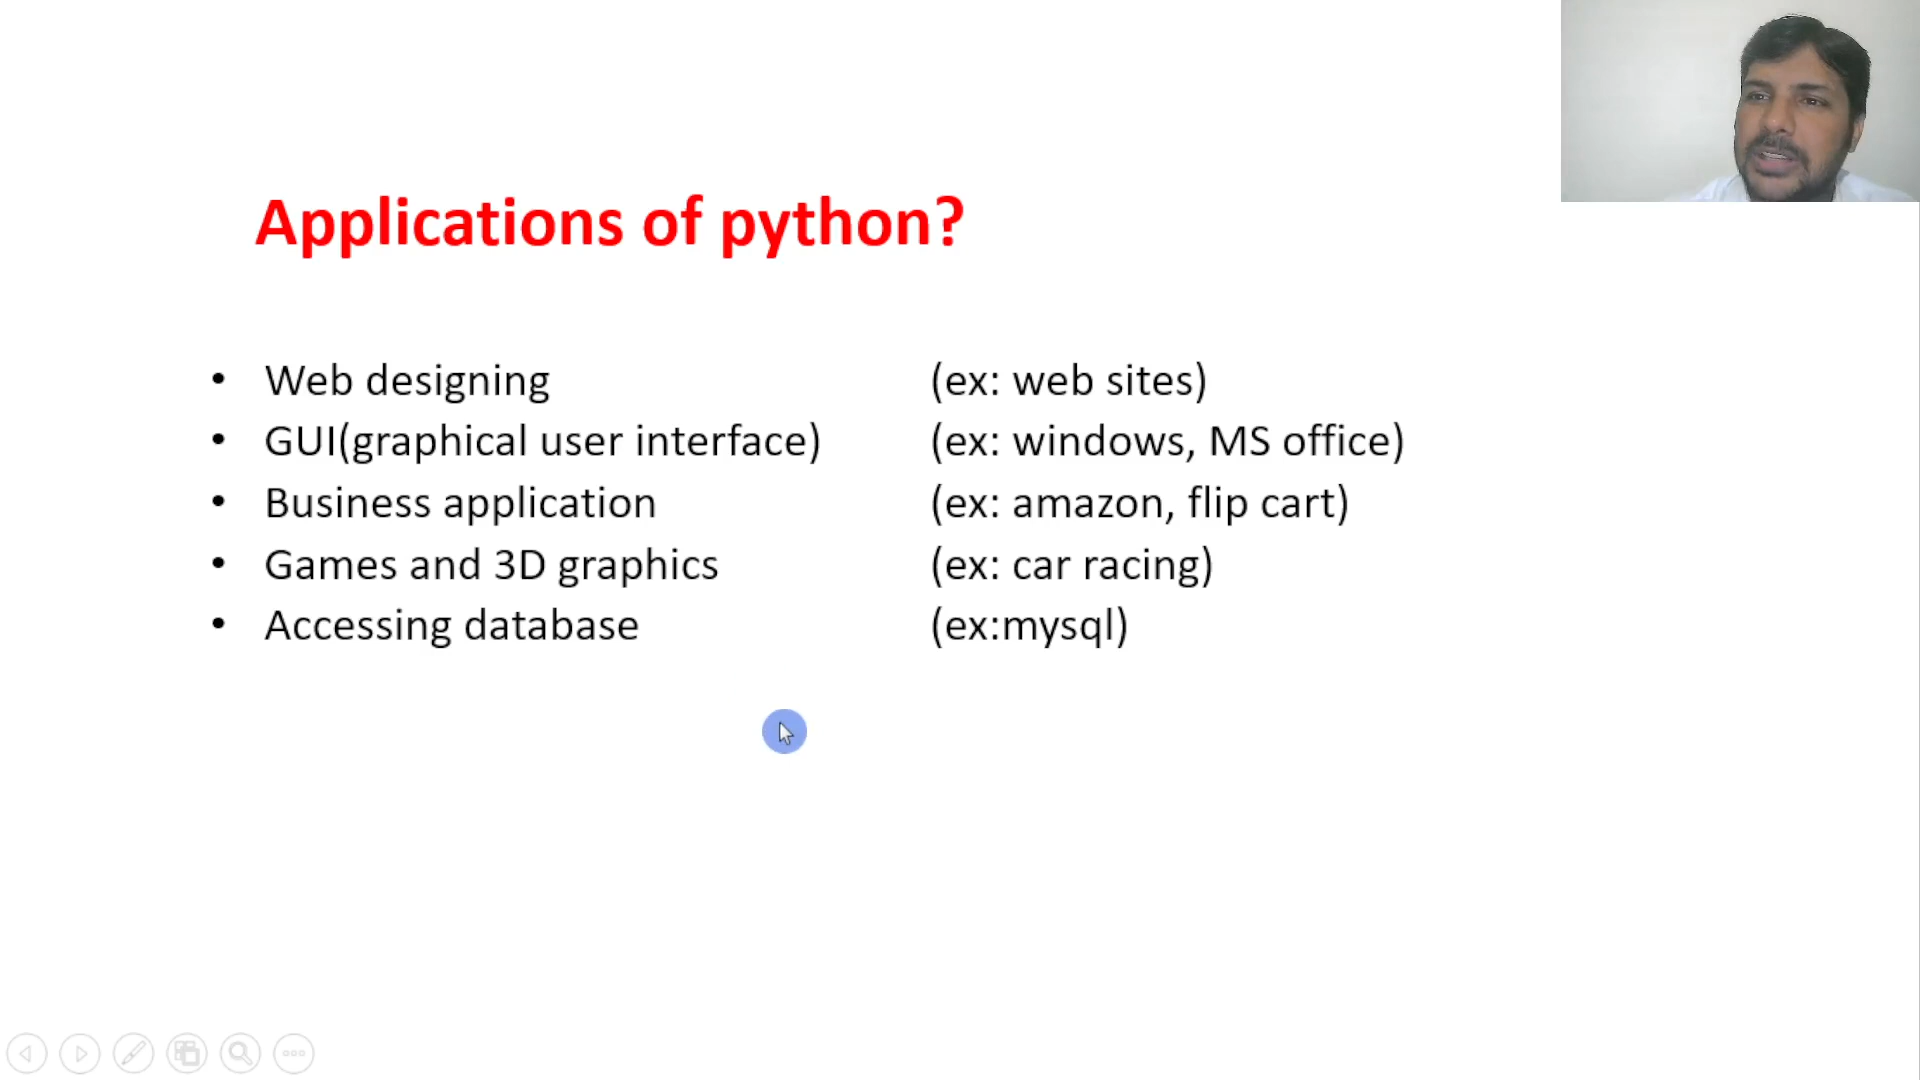 Applications of python?
• Web designing (ex: web sites)
• GUI(graphical user interface) (ex: windows, MS office)
• Business application (ex: amazon, flip cart)
• Games and 3D graphics (ex: car racing)
• Accessing database (ex:mysql)